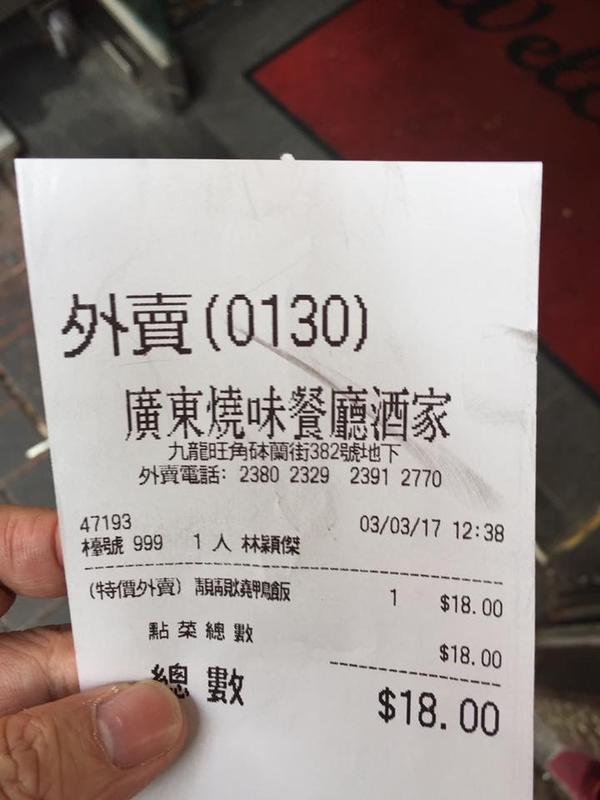 Welco
外賣(0130)
廣東燒味餐廳酒家
九龍旺角砵蘭街382號地下
外賣電話: 2380 2329 2391 2770
47193 03/03/17 12:38
檯號 999 1 人 林穎傑
(特價外賣) 鴨飯 1 $18.00
點菜總數 $18.00
總數 $18.00